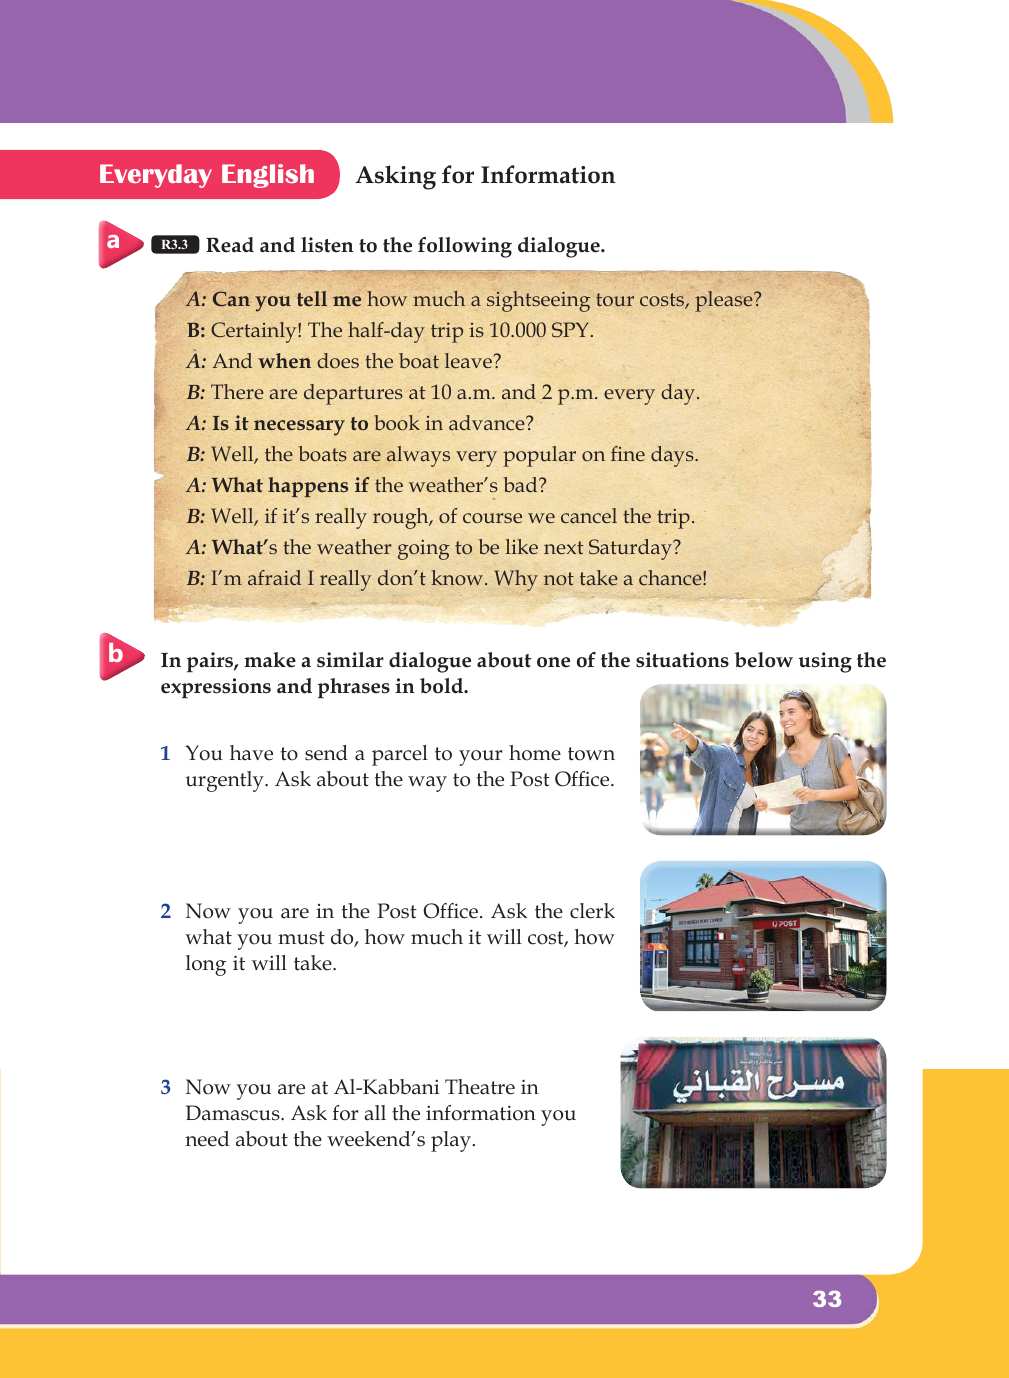 Everyday English Asking for Information
a R3.3 Read and listen to the following dialogue.
A: Can you tell me how much a sightseeing tour costs, please?
B: Certainly! The half-day trip is 10.000 SPY.
A: And when does the boat leave?
B: There are departures at 10 a.m. and 2 p.m. every day.
A: Is it necessary to book in advance?
B: Well, the boats are always very popular on fine days.
A: What happens if the weather's bad?
B: Well, if it's really rough, of course we cancel the trip.
A: What's the weather going to be like next Saturday?
B: I'm afraid I really don't know. Why not take a chance!
b In pairs, make a similar dialogue about one of the situations below using the
expressions and phrases in bold.
1 You have to send a parcel to your home town
urgently. Ask about the way to the Post Office.
2 Now you are in the Post Office. Ask the clerk
what you must do, how much it will cost, how
long it will take.
POST
3 Now you are at Al-Kabbani Theatre in
Damascus. Ask for all the information you
need about the weekend's play.
مسرح القباني
33